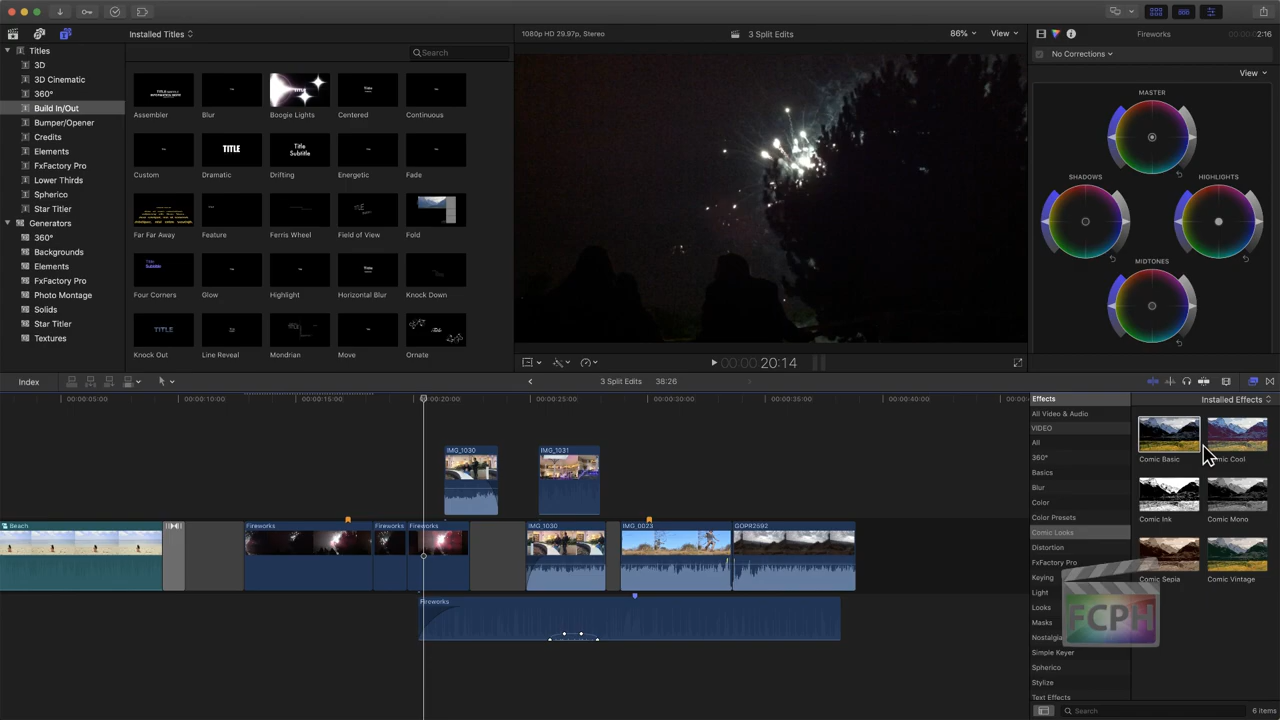 Installed Titles
1080p HD 29.97p, Stereo
3 Split Edits
86%
View
Fireworks
2:16
No Corrections
View
Titles
3D
3D Cinematic
360°
Build In/Out
Bumper/Opener
Credits
Elements
FxFactory Pro
Lower Thirds
Spherico
Star Titler
Generators
360°
Backgrounds
Elements
FxFactory Pro
Photo Montage
Solids
Star Titler
Textures
Search
Assembler
Blur
Boogie Lights
Centered
Continuous
TITLE
Title
Subtitle
Custom
Dramatic
Drifting
Energetic
Fade
Far Far Away
Feature
Ferris Wheel
Field of View
Fold
Four Corners
Glow
Highlight
Horizontal Blur
Knock Down
TITLE
Knock Out
Line Reveal
Mondrian
Move
Ornate
MASTER
SHADOWS
HIGHLIGHTS
MIDTONES
00:00 20:14
Index
3 Split Edits
38:26
00:00:05:00
00:00:10:00
00:00:15:00
00:00:20:00
00:00:25:00
00:00:30:00
00:00:35:00
00:00:40:00
IMG_1030
IMG_1031
Beach
Fireworks
Fireworks
Fireworks
IMG_1030
IMG_0023
GOPR2592
Fireworks
Effects
Installed Effects
All Video & Audio
VIDEO
All
360°
Basics
Blur
Color
Color Presets
Comic Looks
Distortion
FxFactory Pro
Keying
Light
Looks
Masks
Nostalgia
Simple Keyer
Spherico
Stylize
Text Effects
Comic Basic
Comic Cool
Comic Ink
Comic Mono
Comic Sepia
Comic Vintage
FCPH
Search
6 items